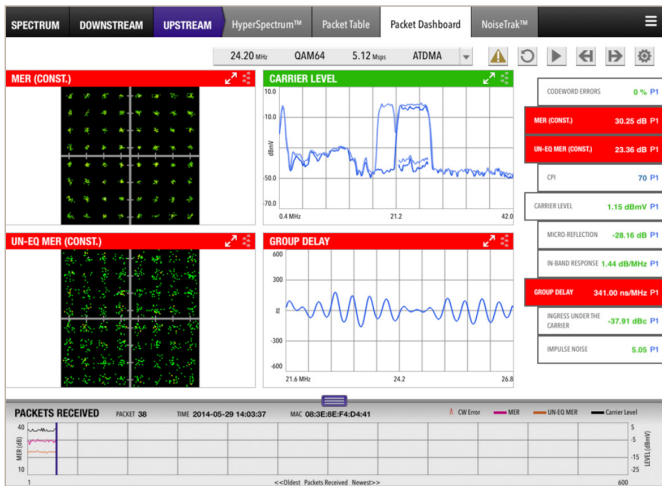 SPECTRUM DOWNSTREAM UPSTREAM HyperSpectrum™ Packet Table Packet Dashboard NoiseTrak™
24.20 MHz QAM64 5.12 Msps ATDMA
MER (CONST.)
CARRIER LEVEL
10.0
-10.0
dBmV
-50.0
-70.0
0.4 MHz 21.2 42.0
UN-EQ MER (CONST.)
GROUP DELAY
600
300
-300
-600
21.6 MHz 24.2 26.8
CODEWORD ERRORS 0 % P1
MER (CONST.) 30.25 dB P1
UN-EQ MER (CONST.) 23.36 dB P1
CPI 70 P1
CARRIER LEVEL 1.15 dBmV P1
MICRO-REFLECTION -28.16 dB P1
IN-BAND RESPONSE 1.44 dB/MHz P1
GROUP DELAY 341.00 ns/MHz P1
INGRESS UNDER THE
CARRIER -37.91 dBc P1
IMPULSE NOISE 5.05 P1
PACKETS RECEIVED PACKET 38 TIME 2014-05-29 14:03:37 MAC 08:3E:8E:F4:D4:41 CW Error MER UN-EQ MER Carrier Level
40
MER (dB)
10
5
-5
-15
-25
LEVEL (dBmV)
1 <<Oldest Packets Received Newest>> 600